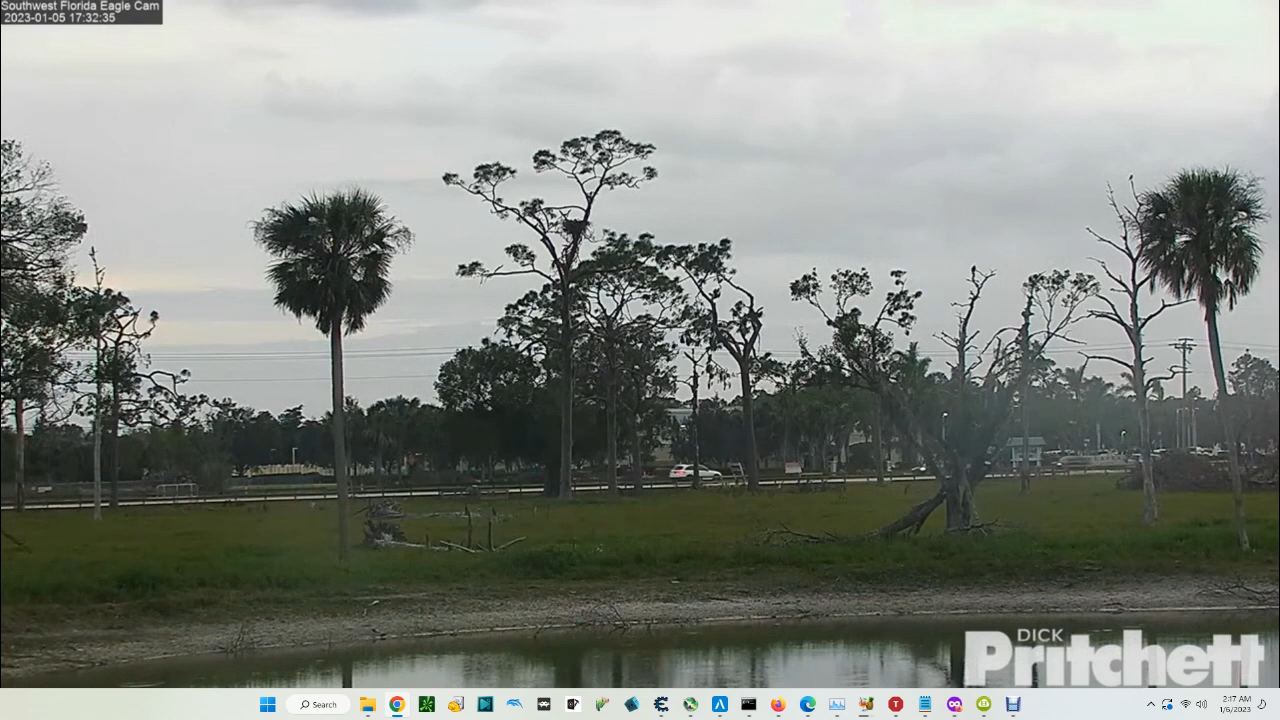 Southwest Florida Eagle Cam
2023-01-05 17:32:35
DICK
Pritchett
Search
2:17 AM
1/6/2023